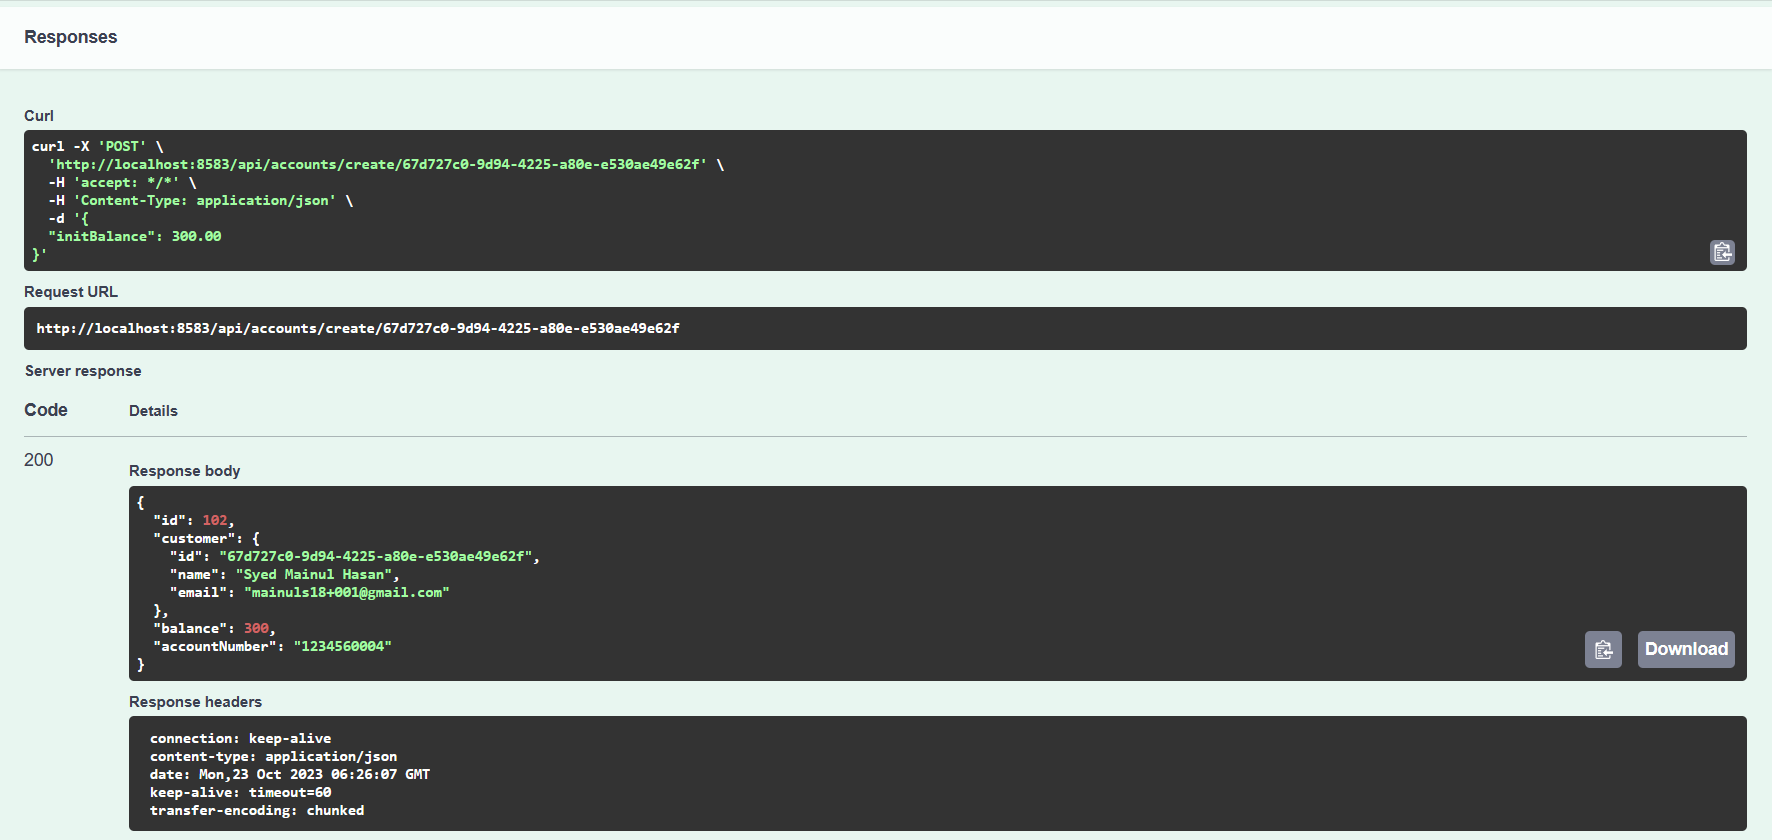 Responses
Curl
curl -X 'POST' \
  'http://localhost:8583/api/accounts/create/67d727c0-9d94-4225-a80e-e530ae49e62f' \
  -H 'accept: */*' \
  -H 'Content-Type: application/json' \
  -d '{
  "initBalance": 300.00
}'
Request URL
http://localhost:8583/api/accounts/create/67d727c0-9d94-4225-a80e-e530ae49e62f
Server response
Code Details
200
Response body
{
  "id": 102,
  "customer": {
    "id": "67d727c0-9d94-4225-a80e-e530ae49e62f",
    "name": "Syed Mainul Hasan",
    "email": "mainuls18+001@gmail.com"
  },
  "balance": 300,
  "accountNumber": "1234560004"
}
Download
Response headers
connection: keep-alive
content-type: application/json
date: Mon,23 Oct 2023 06:26:07 GMT
keep-alive: timeout=60
transfer-encoding: chunked